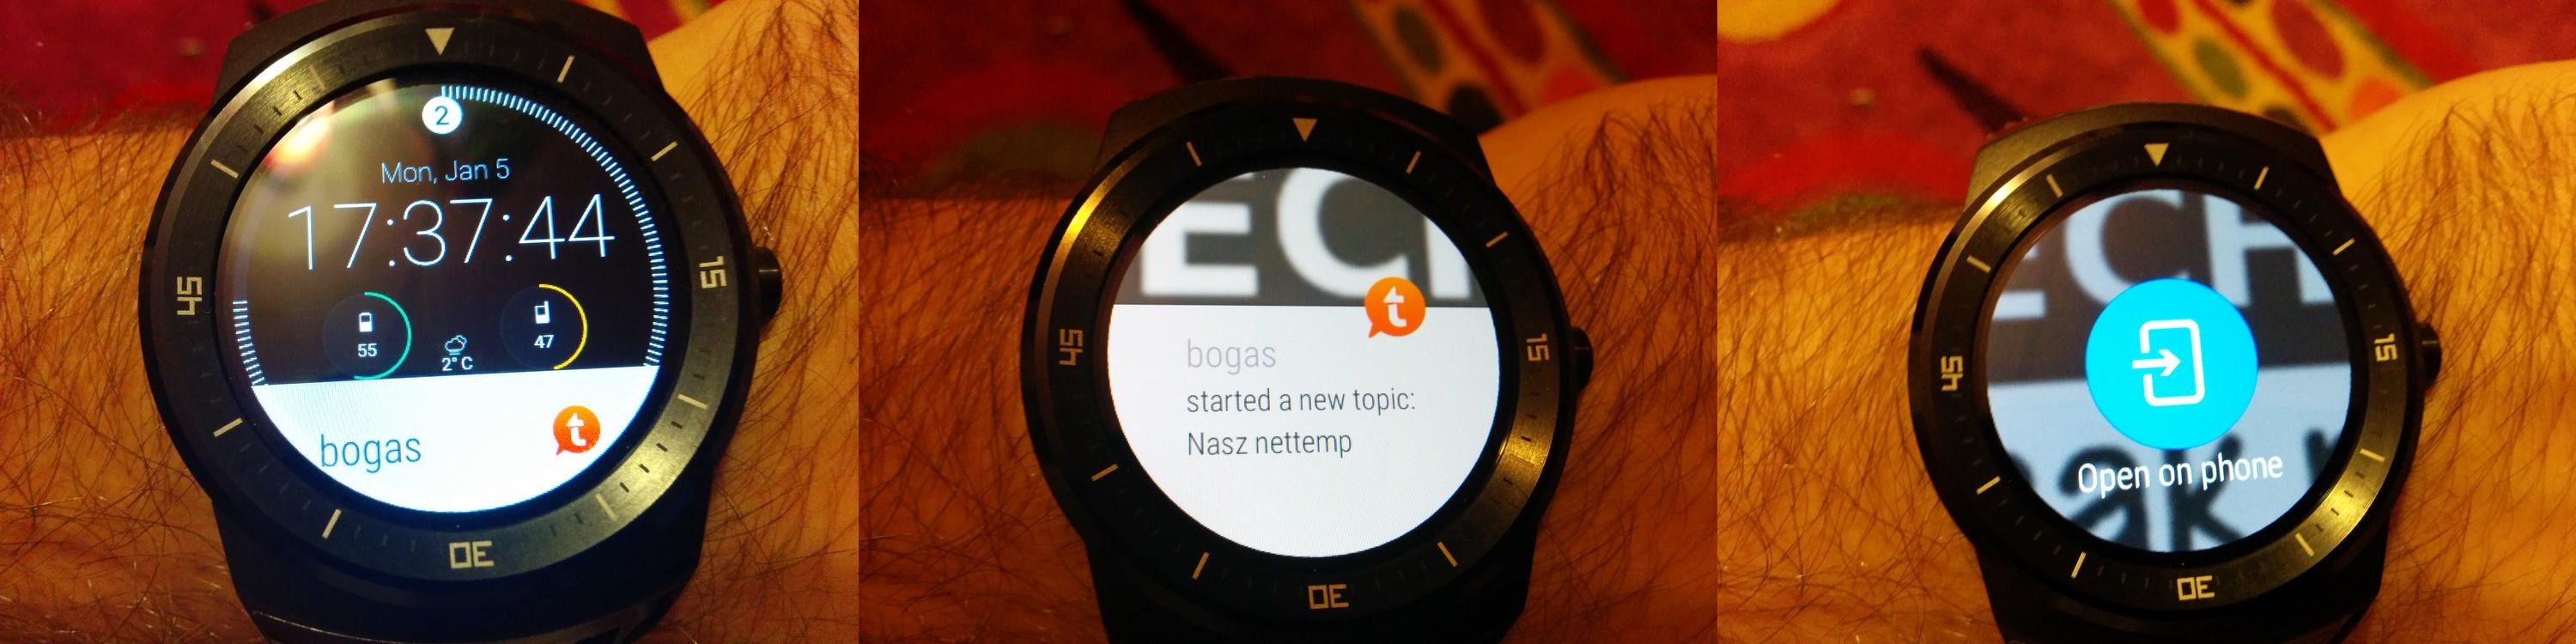 2
Mon, Jan 5
17:37:44
55
47
2°C
bogas
t
15
30
45
ECH
t
bogas
started a new topic:
Nasz nettemp
15
30
45
ECH
Open on phone
15
30
45